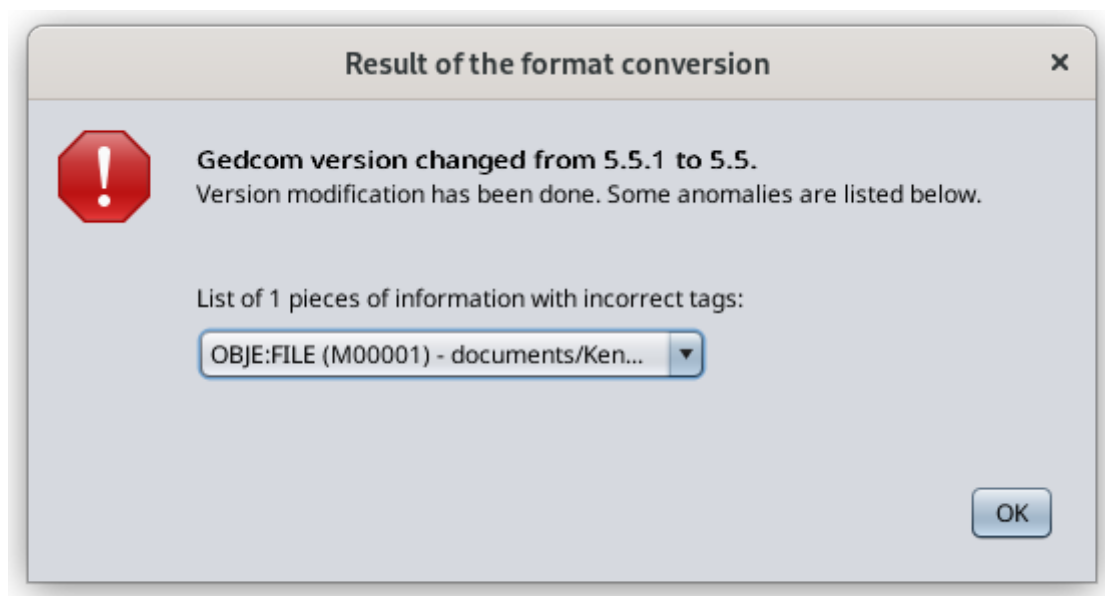 Result of the format conversion
Gedcom version changed from 5.5.1 to 5.5.
Version modification has been done. Some anomalies are listed below.
List of 1 pieces of information with incorrect tags:
OBJE:FILE (M00001) - documents/Ken...
OK